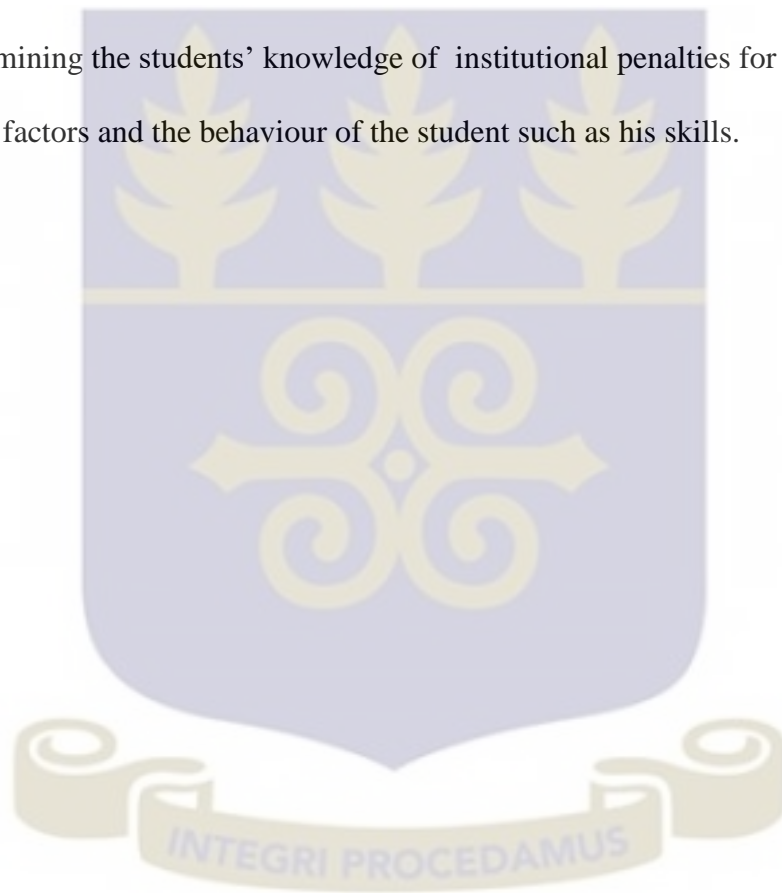 mining the students’ knowledge of  institutional penalties for
factors and the behaviour of the student such as his skills.
INTEGRI PROCEDAMUS